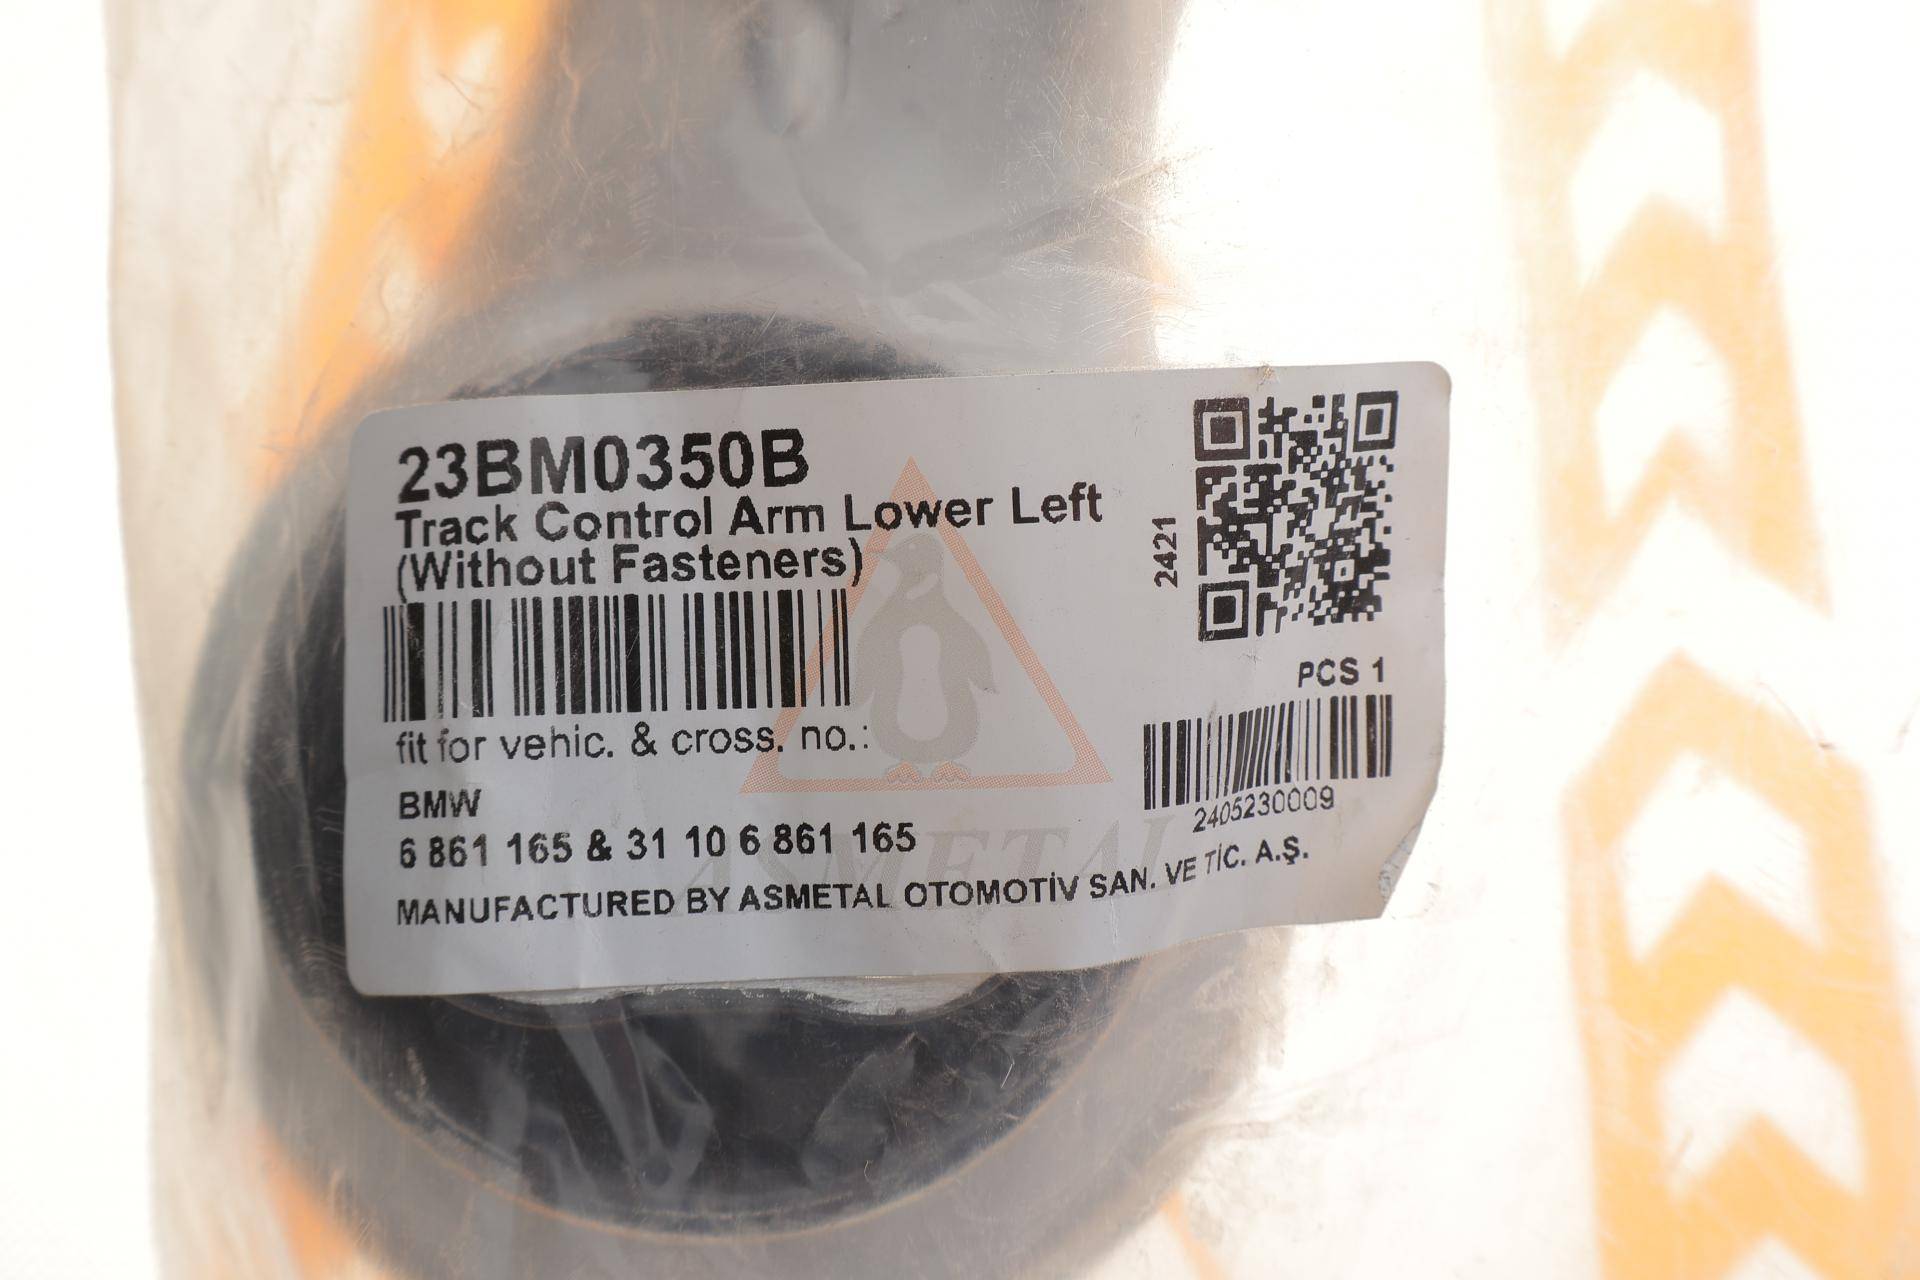 23BM0350B
Track Control Arm Lower Left
(Without Fasteners)
2421
fit for vehic. & cross. no.:
PCS 1
2405230009
BMW
6 861 165 & 31 10 6 861 165
ASMETAL
MANUFACTURED BY ASMETAL OTOMOTİV SAN. VE TİC. A.Ş.